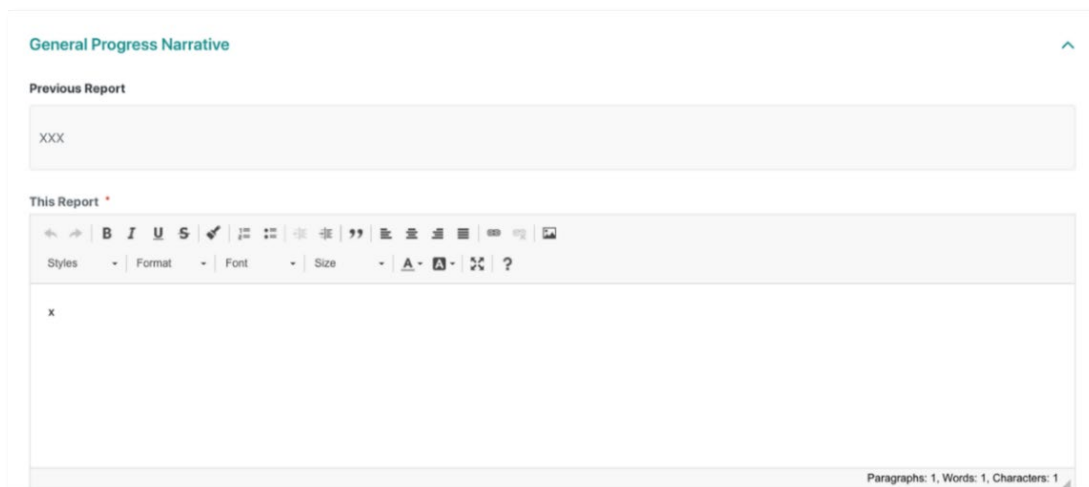 General Progress Narrative
Previous Report
XXX
This Report *
B I U S
Styles Format Font Size A A ?
x
Paragraphs: 1, Words: 1, Characters: 1